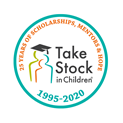 25 YEARS OF SCHOLARSHIPS, MENTORS & HOPE
Take
Stock
in Children
1995-2020